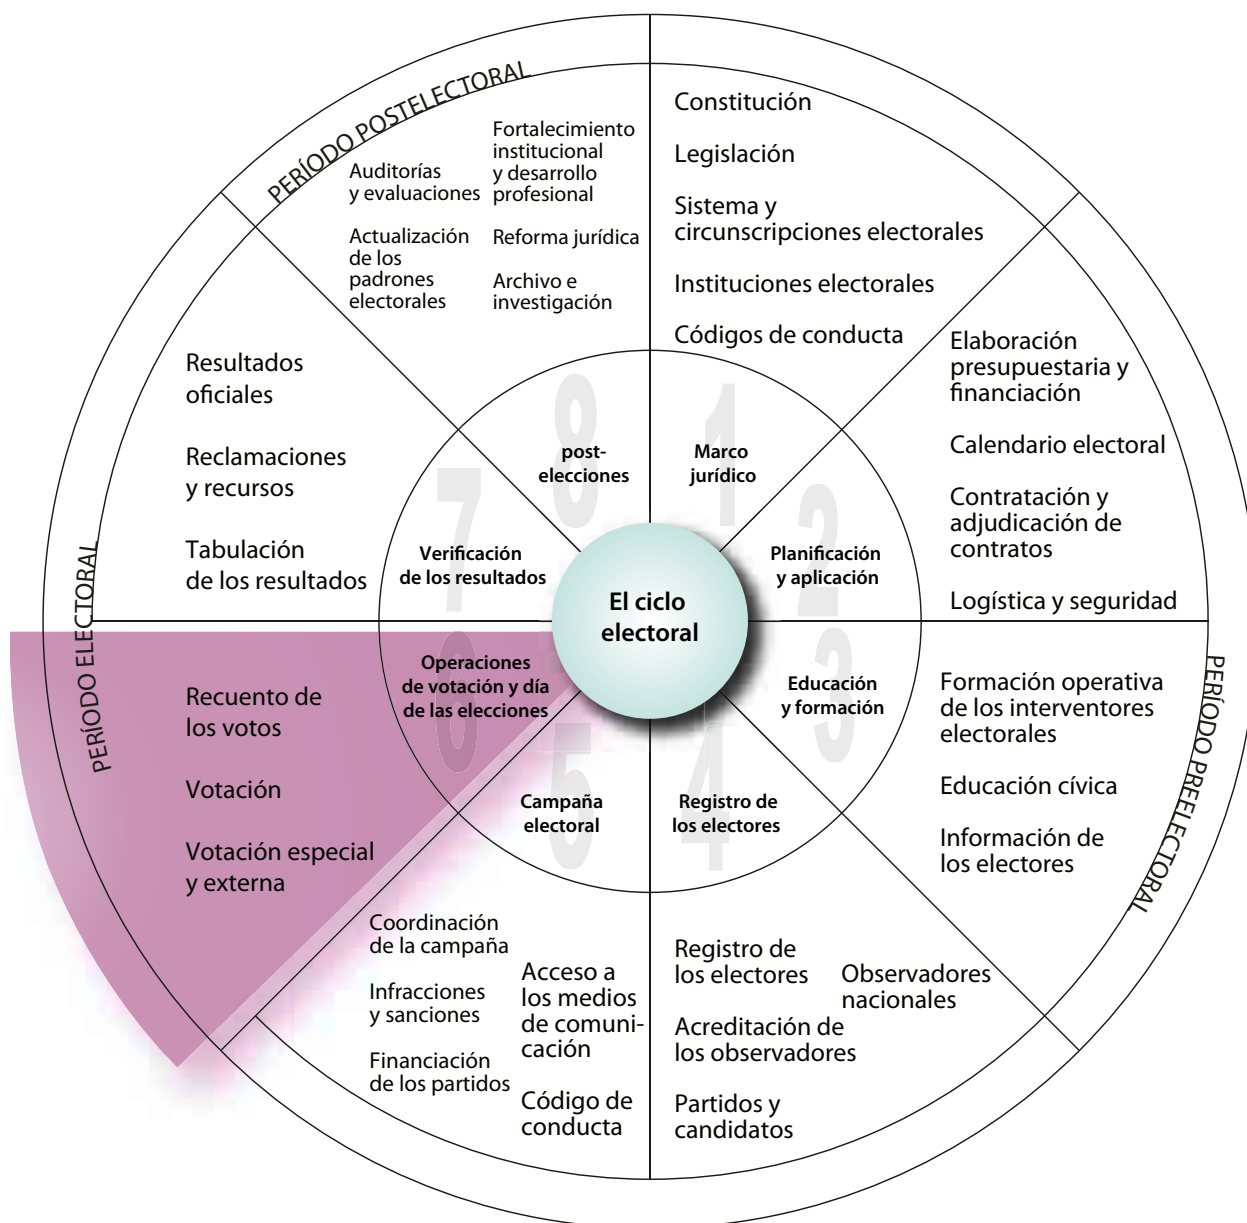 El ciclo
electoral
PERÍODO PREELECTORAL
1
Marco
jurídico
Constitución
Legislación
Sistema y
circunscripciones electorales
Instituciones electorales
Códigos de conducta
2
Planificación
y aplicación
Elaboración
presupuestaria y
financiación
Calendario electoral
Contratación y
adjudicación de
contratos
Logística y seguridad
3
Educación
y formación
Formación operativa
de los interventores
electorales
Educación cívica
Información de
los electores
4
Registro de
los electores
Registro de
los electores
Observadores
nacionales
Acreditación de
los observadores
Partidos y
candidatos
PERÍODO ELECTORAL
5
Campaña
electoral
Coordinación
de la campaña
Infracciones
y sanciones
Financiación
de los partidos
Acceso a
los medios
de comuni-
cación
Código de
conducta
6
Operaciones
de votación y día
de las elecciones
Recuento de
los votos
Votación
Votación especial
y externa
7
Verificación
de los resultados
Resultados
oficiales
Reclamaciones
y recursos
Tabulación
de los resultados
PERÍODO POSTELECTORAL
8
post-
elecciones
Auditorías
y evaluaciones
Actualización
de los
padrones
electorales
Fortalecimiento
institucional
y desarrollo
profesional
Reforma jurídica
Archivo e
investigación